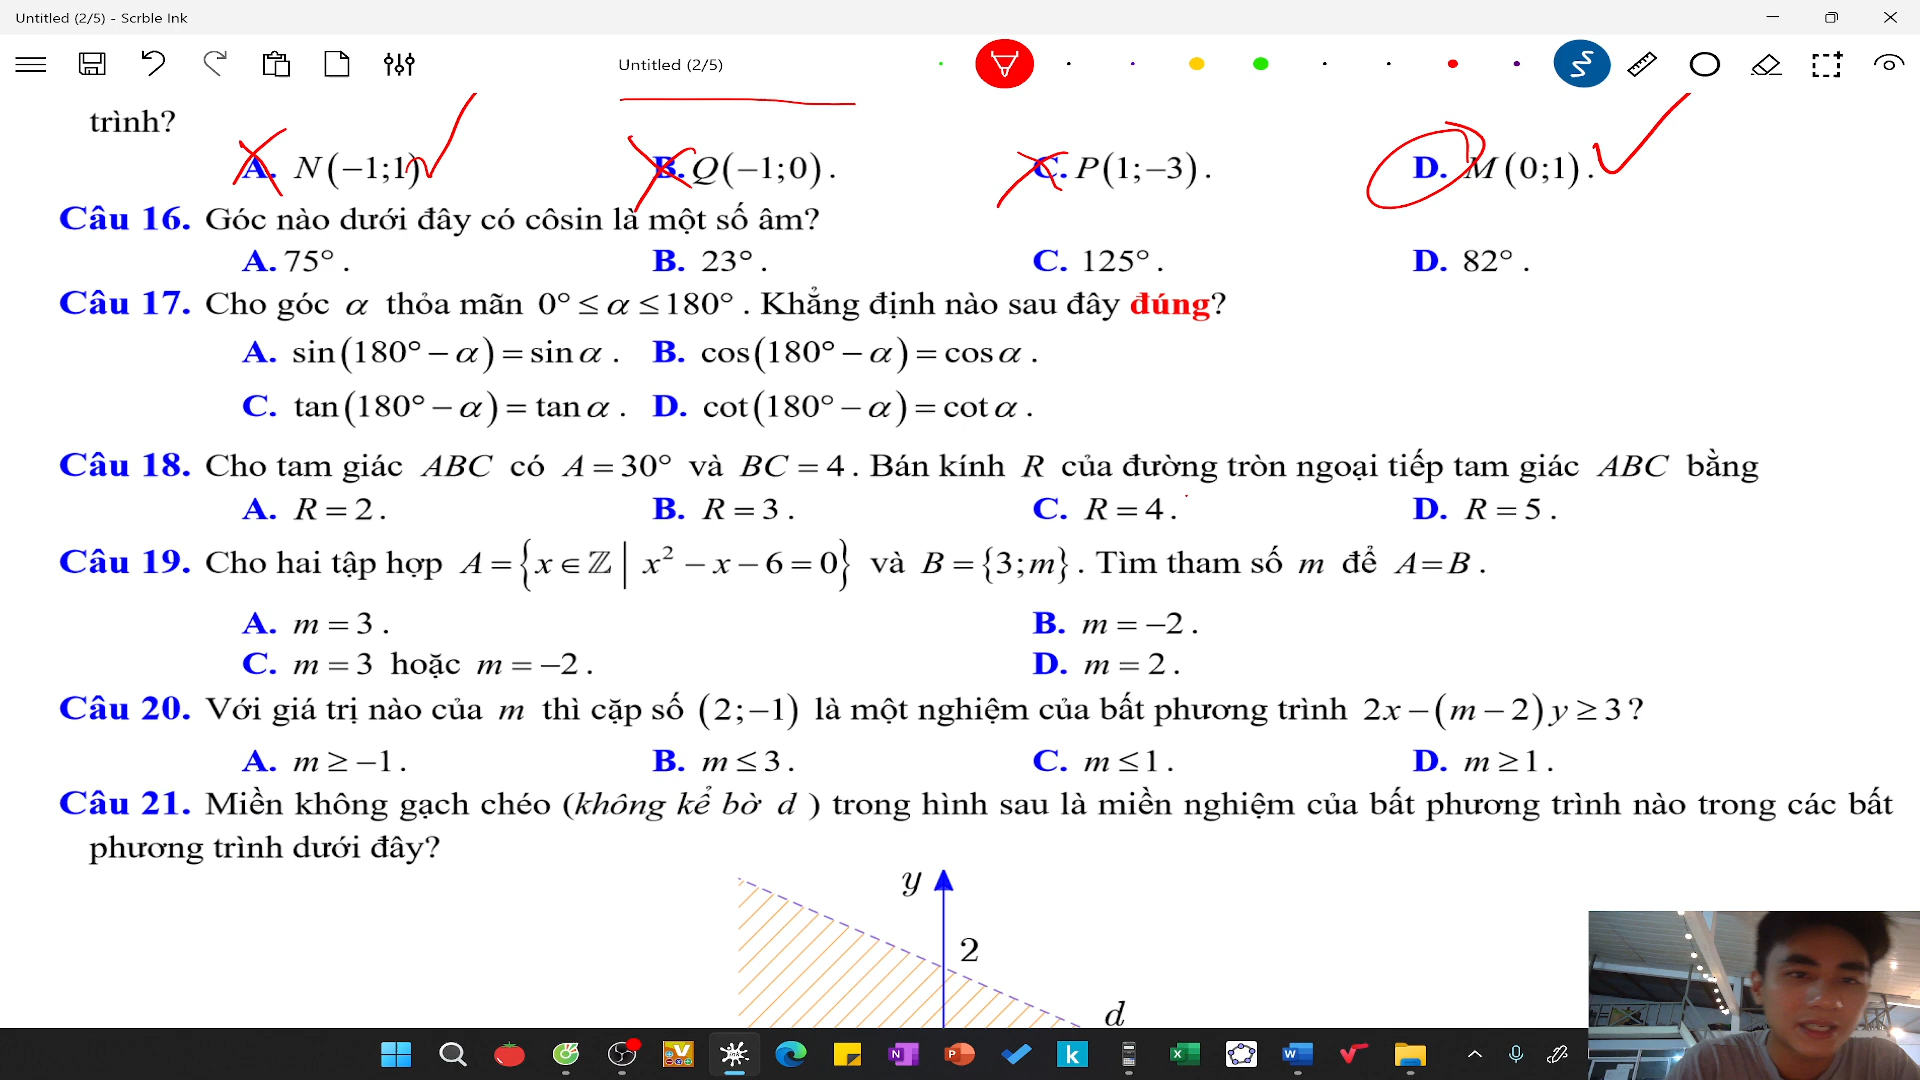 Untitled (2/5) - Scrble Ink
Untitled (2/5)
trình?
A. N(−1;1) B. Q(−1;0). C. P(1;−3). D. M(0;1).
Câu 16. Góc nào dưới đây có côsin là một số âm?
A. 75°. B. 23°. C. 125°. D. 82°.
Câu 17. Cho góc α thỏa mãn 0° ≤ α ≤ 180°. Khẳng định nào sau đây đúng?
A. sin(180° − α) = sin α. B. cos(180° − α) = cos α.
C. tan(180° − α) = tan α. D. cot(180° − α) = cot α.
Câu 18. Cho tam giác ABC có A = 30° và BC = 4. Bán kính R của đường tròn ngoại tiếp tam giác ABC bằng
A. R = 2. B. R = 3. C. R = 4. D. R = 5.
Câu 19. Cho hai tập hợp A = {x ∈ ℤ | x² − x − 6 = 0} và B = {3;m}. Tìm tham số m để A=B.
A. m = 3. B. m = −2.
C. m = 3 hoặc m = −2. D. m = 2.
Câu 20. Với giá trị nào của m thì cặp số (2;−1) là một nghiệm của bất phương trình 2x − (m − 2)y ≥ 3?
A. m ≥ −1. B. m ≤ 3. C. m ≤ 1. D. m ≥ 1.
Câu 21. Miền không gạch chéo (không kể bờ d) trong hình sau là miền nghiệm của bất phương trình nào trong các bất
phương trình dưới đây?
y
2
d